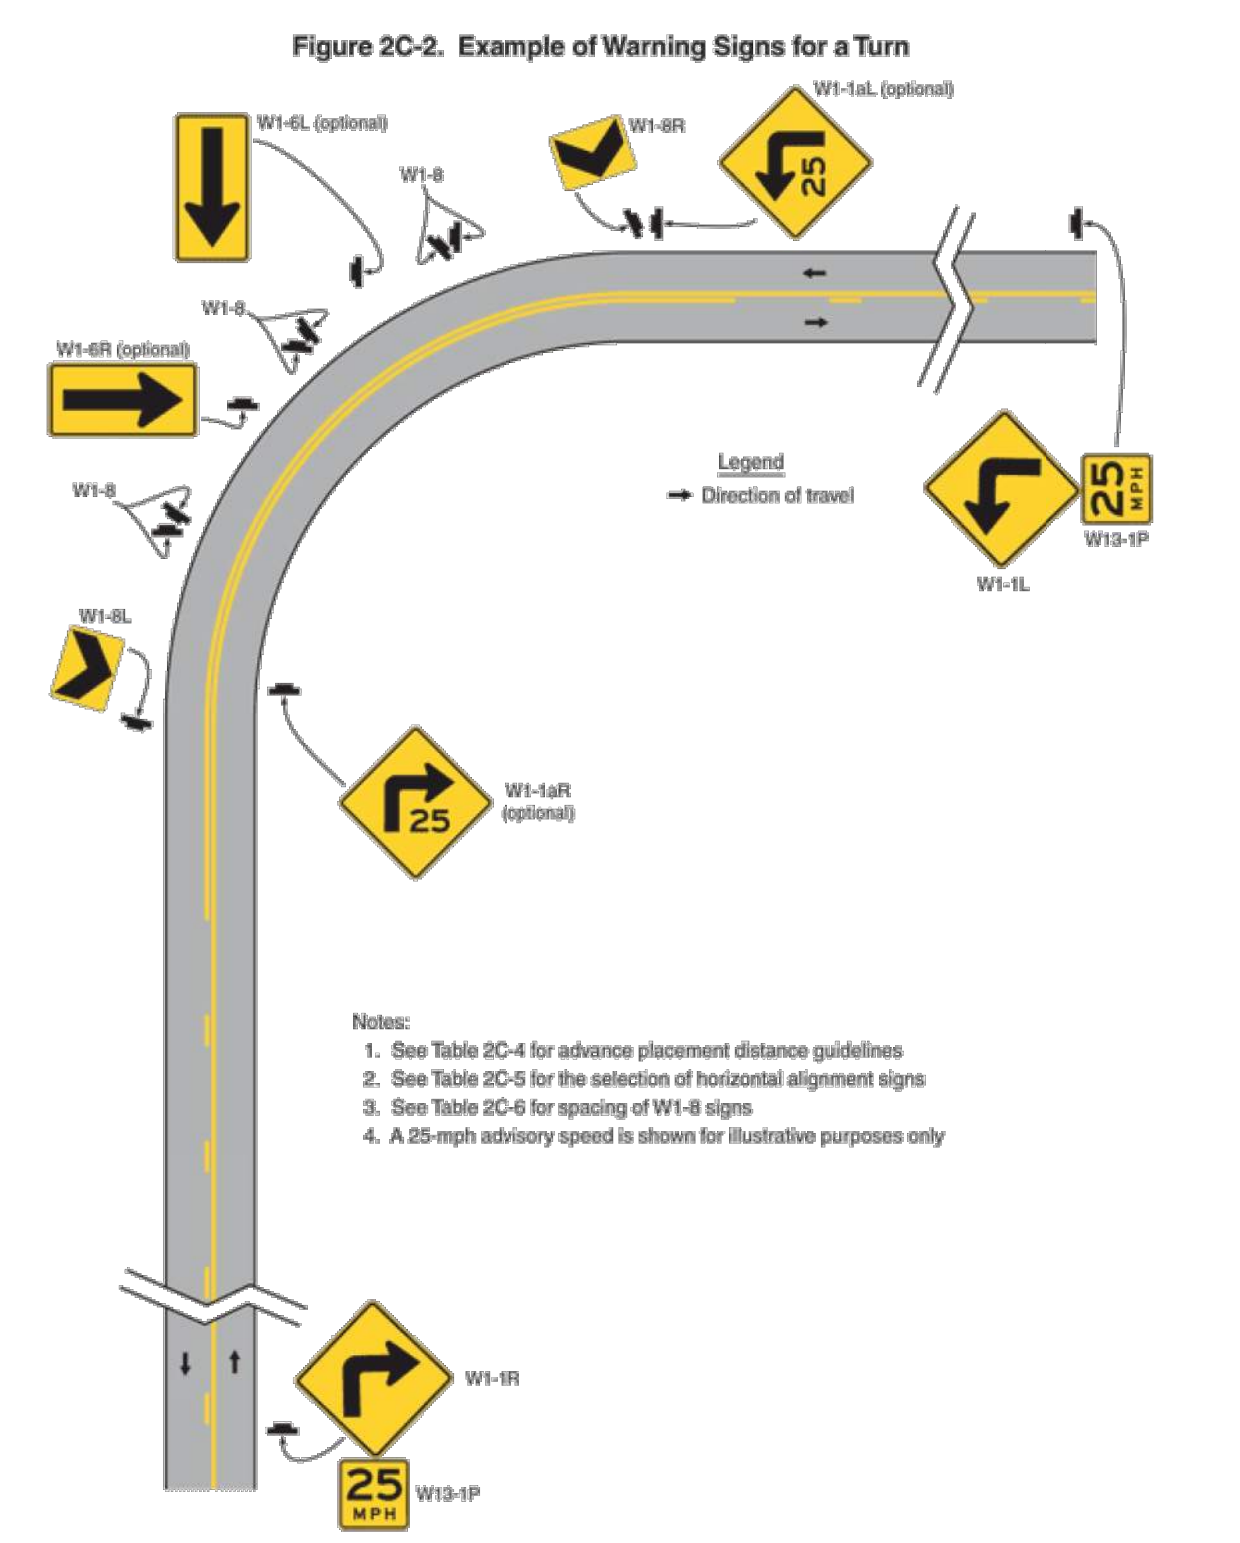 Figure 2C-2. Example of Warning Signs for a Turn
W1-1aL (optional)
W1-6L (optional)
W1-8R
W1-8
25
W1-8
W1-6R (optional)
Legend
Direction of travel
W1-8
25
MPH
W13-1P
W1-1L
W1-8L
W1-1aR
(optional)
25
Notes:
1. See Table 2C-4 for advance placement distance guidelines
2. See Table 2C-5 for the selection of horizontal alignment signs
3. See Table 2C-6 for spacing of W1-8 signs
4. A 25-mph advisory speed is shown for illustrative purposes only
W1-1R
25
MPH
W13-1P